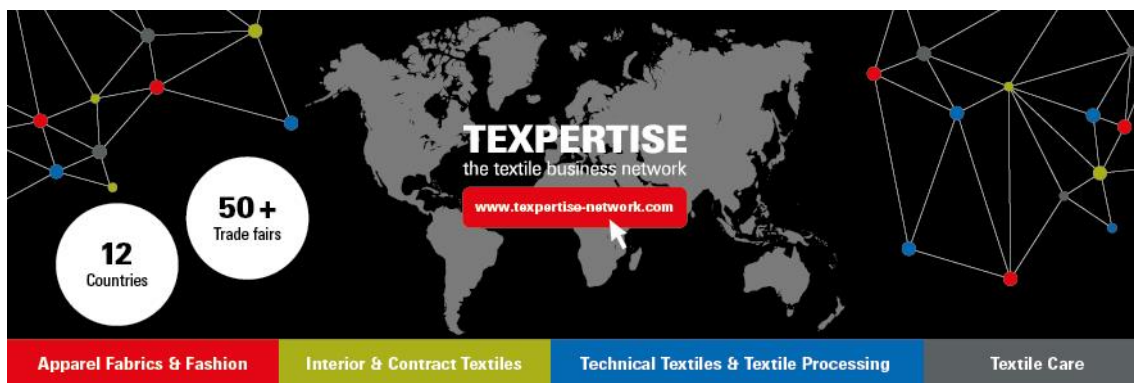 TEXPERTISE
the textile business network
www.texpertise-network.com
50+
Trade fairs
12
Countries
Apparel Fabrics & Fashion
Interior & Contract Textiles
Technical Textiles & Textile Processing
Textile Care